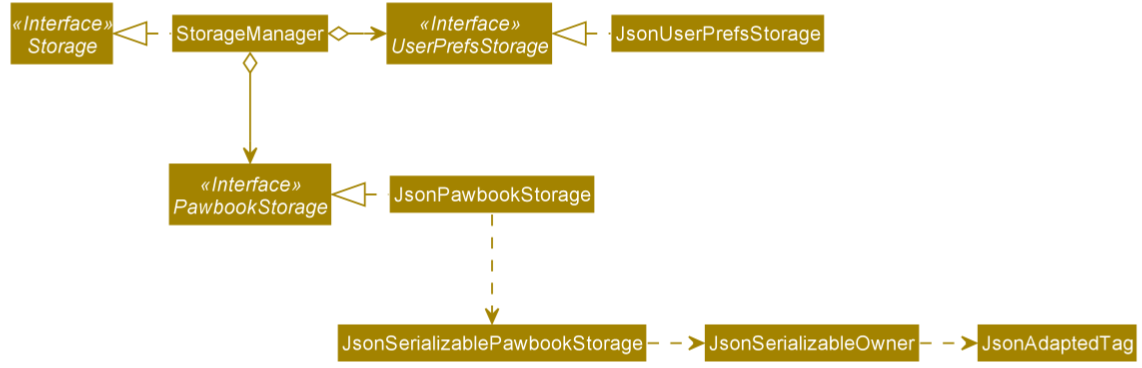 «Interface»
Storage
StorageManager
«Interface»
UserPrefsStorage
JsonUserPrefsStorage
«Interface»
PawbookStorage
JsonPawbookStorage
JsonSerializablePawbookStorage
JsonSerializableOwner
JsonAdaptedTag